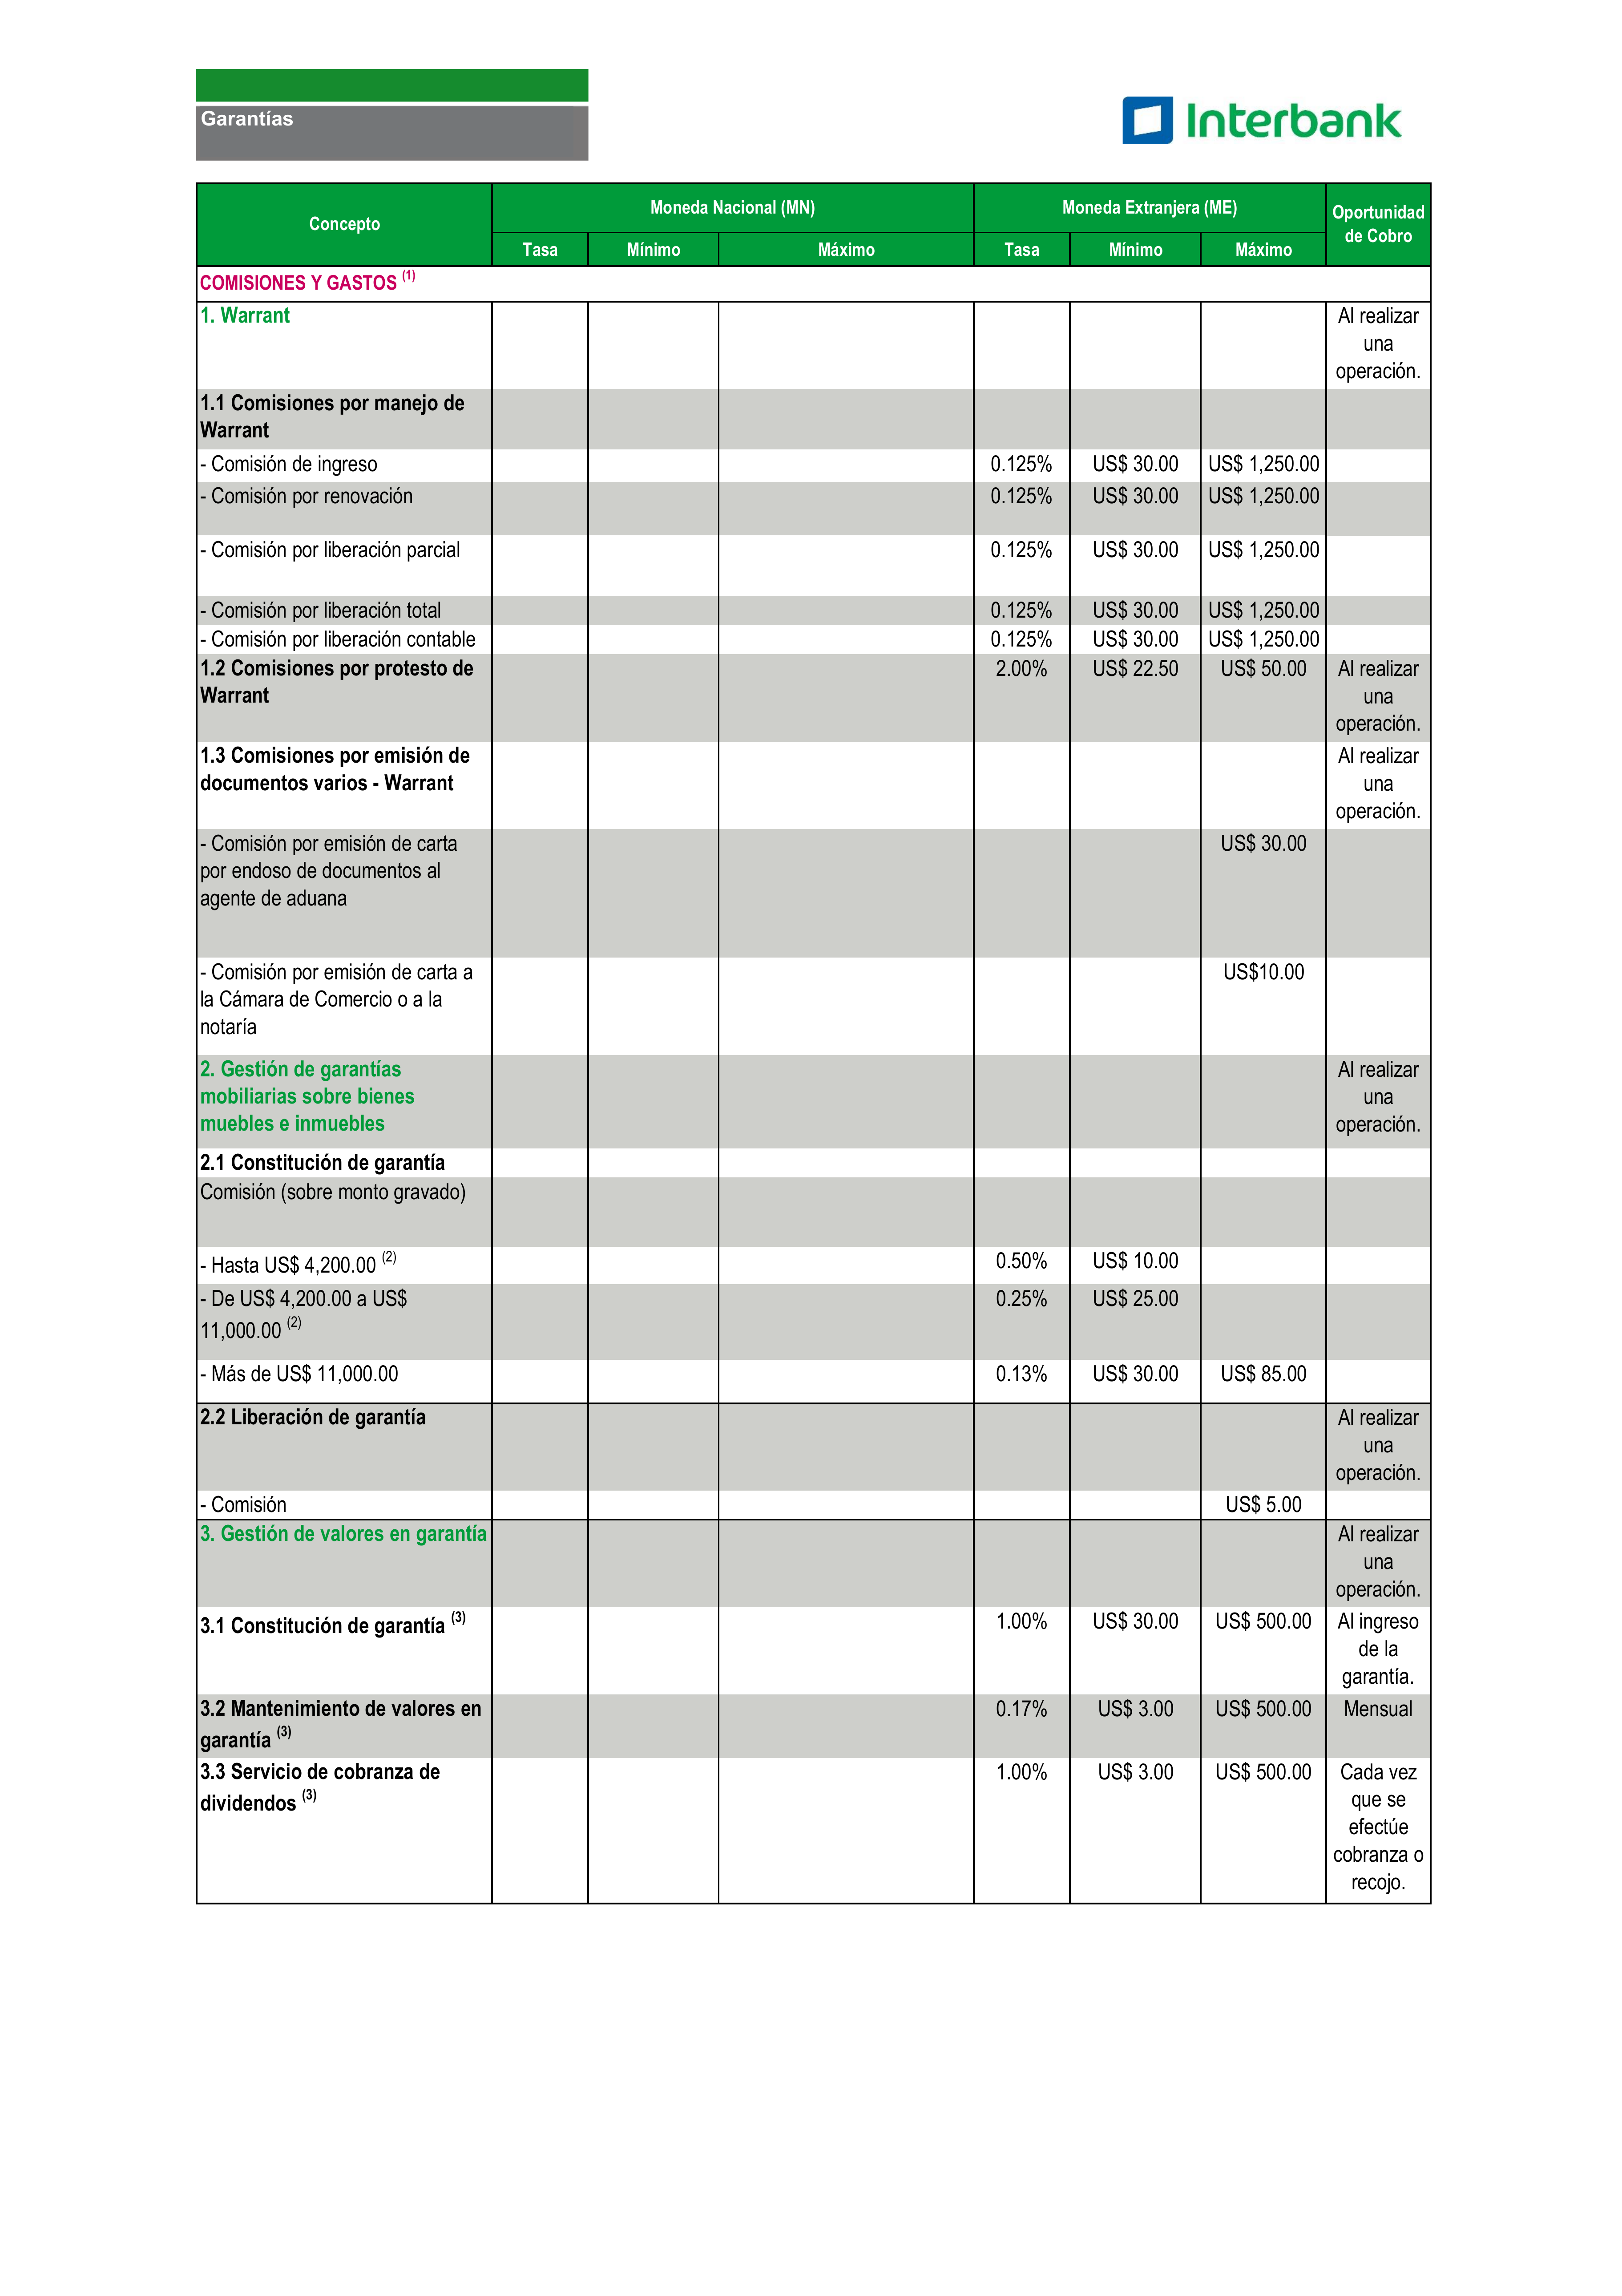 Garantías
Interbank
Concepto
Moneda Nacional (MN)
Moneda Extranjera (ME)
Oportunidad
de Cobro
Tasa
Mínimo
Máximo
Tasa
Mínimo
Máximo
COMISIONES Y GASTOS (1)
1. Warrant
Al realizar
una
operación.
1.1 Comisiones por manejo de
Warrant
- Comisión de ingreso 0.125% US$ 30.00 US$ 1,250.00
- Comisión por renovación 0.125% US$ 30.00 US$ 1,250.00
- Comisión por liberación parcial 0.125% US$ 30.00 US$ 1,250.00
- Comisión por liberación total 0.125% US$ 30.00 US$ 1,250.00
- Comisión por liberación contable 0.125% US$ 30.00 US$ 1,250.00
1.2 Comisiones por protesto de
Warrant
2.00% US$ 22.50 US$ 50.00
Al realizar
una
operación.
1.3 Comisiones por emisión de
documentos varios - Warrant
Al realizar
una
operación.
- Comisión por emisión de carta
por endoso de documentos al
agente de aduana
US$ 30.00
- Comisión por emisión de carta a
la Cámara de Comercio o a la
notaría
US$10.00
2. Gestión de garantías
mobiliarias sobre bienes
muebles e inmuebles
Al realizar
una
operación.
2.1 Constitución de garantía
Comisión (sobre monto gravado)
- Hasta US$ 4,200.00 (2) 0.50% US$ 10.00
- De US$ 4,200.00 a US$
11,000.00 (2)
0.25% US$ 25.00
- Más de US$ 11,000.00 0.13% US$ 30.00 US$ 85.00
2.2 Liberación de garantía
Al realizar
una
operación.
- Comisión US$ 5.00
3. Gestión de valores en garantía
Al realizar
una
operación.
3.1 Constitución de garantía (3) 1.00% US$ 30.00 US$ 500.00
Al ingreso
de la
garantía.
3.2 Mantenimiento de valores en
garantía (3)
0.17% US$ 3.00 US$ 500.00 Mensual
3.3 Servicio de cobranza de
dividendos (3)
1.00% US$ 3.00 US$ 500.00
Cada vez
que se
efectúe
cobranza o
recojo.